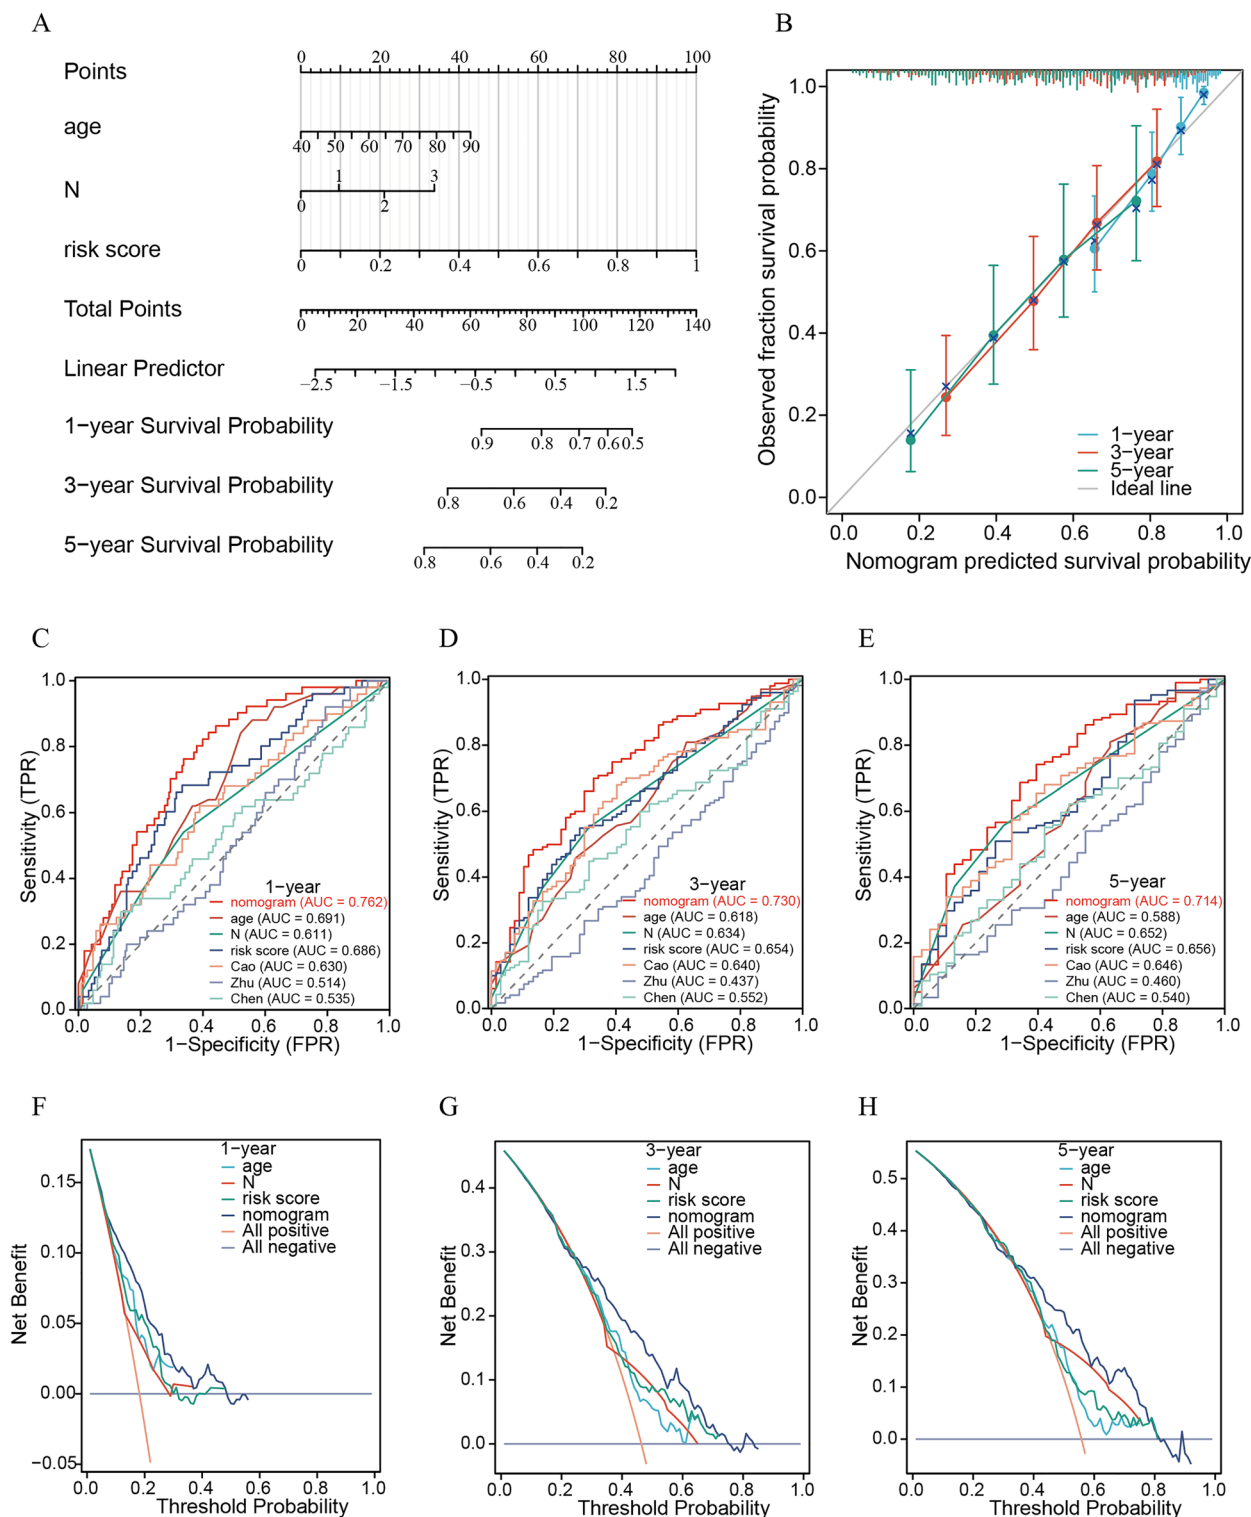 A
Points
0 20 40 60 80 100
age
40 50 60 70 80 90
N
1 3
0 2
risk score
0 0.2 0.4 0.6 0.8 1
Total Points
0 20 40 60 80 100 120 140
Linear Predictor
−2.5 −1.5 −0.5 0.5 1.5
1−year Survival Probability
0.9 0.8 0.7 0.6 0.5
3−year Survival Probability
0.8 0.6 0.4 0.2
5−year Survival Probability
0.8 0.6 0.4 0.2
B
Observed fraction survival probability
1.0
0.8
0.6
0.4
0.2
0.0
1−year
3−year
5−year
Ideal line
0.0 0.2 0.4 0.6 0.8 1.0
Nomogram predicted survival probability
C
Sensitivity (TPR)
1.0
0.8
0.6
0.4
0.2
0.0
1−year
nomogram (AUC = 0.762)
age (AUC = 0.691)
N (AUC = 0.611)
risk score (AUC = 0.686)
Cao (AUC = 0.630)
Zhu (AUC = 0.514)
Chen (AUC = 0.535)
0.0 0.2 0.4 0.6 0.8 1.0
1−Specificity (FPR)
D
Sensitivity (TPR)
1.0
0.8
0.6
0.4
0.2
0.0
3−year
nomogram (AUC = 0.730)
age (AUC = 0.618)
N (AUC = 0.634)
risk score (AUC = 0.654)
Cao (AUC = 0.640)
Zhu (AUC = 0.437)
Chen (AUC = 0.552)
0.0 0.2 0.4 0.6 0.8 1.0
1−Specificity (FPR)
E
Sensitivity (TPR)
1.0
0.8
0.6
0.4
0.2
0.0
5−year
nomogram (AUC = 0.714)
age (AUC = 0.588)
N (AUC = 0.652)
risk score (AUC = 0.656)
Cao (AUC = 0.646)
Zhu (AUC = 0.460)
Chen (AUC = 0.540)
0.0 0.2 0.4 0.6 0.8 1.0
1−Specificity (FPR)
F
Net Benefit
0.15
0.10
0.05
0.00
−0.05
1−year
age
N
risk score
nomogram
All positive
All negative
0.0 0.2 0.4 0.6 0.8 1.0
Threshold Probability
G
Net Benefit
0.4
0.3
0.2
0.1
0.0
3−year
age
N
risk score
nomogram
All positive
All negative
0.0 0.2 0.4 0.6 0.8 1.0
Threshold Probability
H
Net Benefit
0.5
0.4
0.3
0.2
0.1
0.0
5−year
age
N
risk score
nomogram
All positive
All negative
0.0 0.2 0.4 0.6 0.8 1.0
Threshold Probability